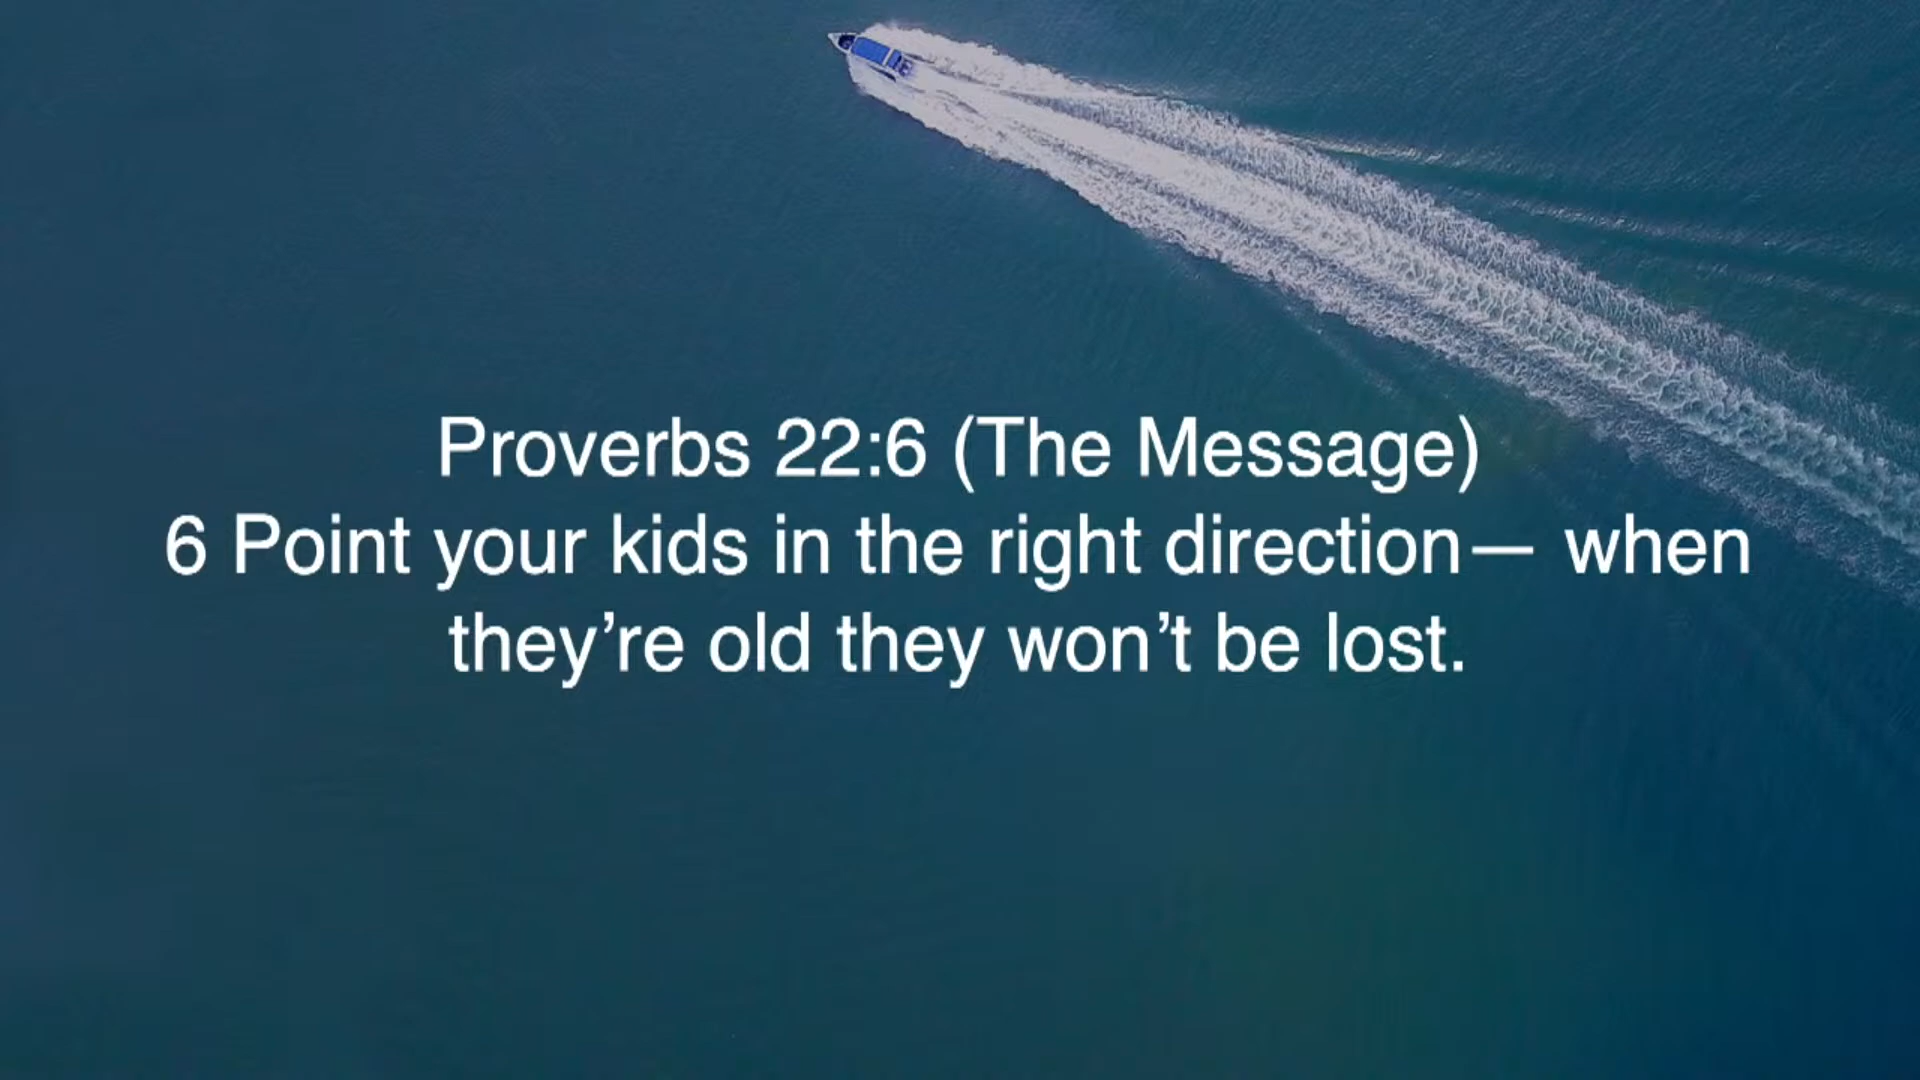 Proverbs 22:6 (The Message)
6 Point your kids in the right direction— when
they’re old they won’t be lost.